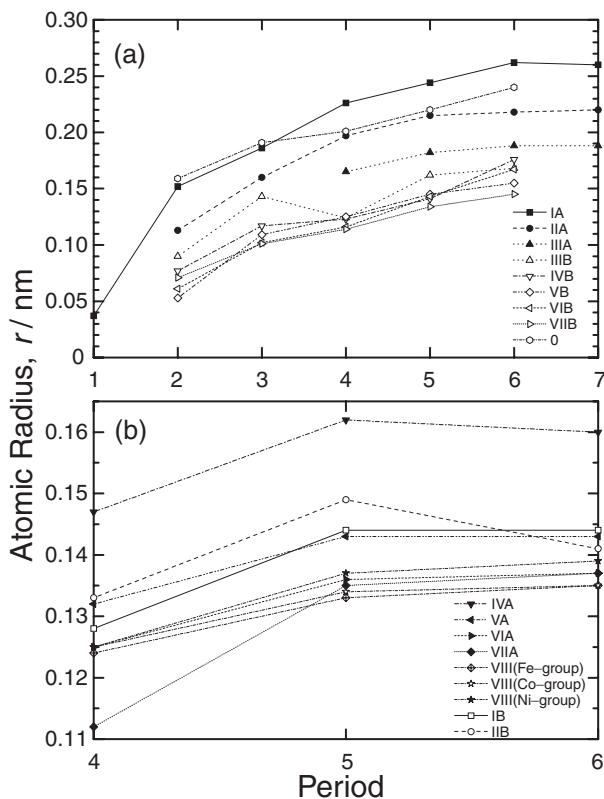 Atomic Radius, r / nm
(a)
0.30
0.25
0.20
0.15
0.10
0.05
0
1 2 3 4 5 6 7
IA
IIA
IIIA
IIIB
IVB
VB
VIB
VIIB
0
(b)
0.16
0.15
0.14
0.13
0.12
0.11
4 5 6
IVA
VA
VIA
VIIA
VIII(Fe–group)
VIII(Co–group)
VIII(Ni–group)
IB
IIB
Period